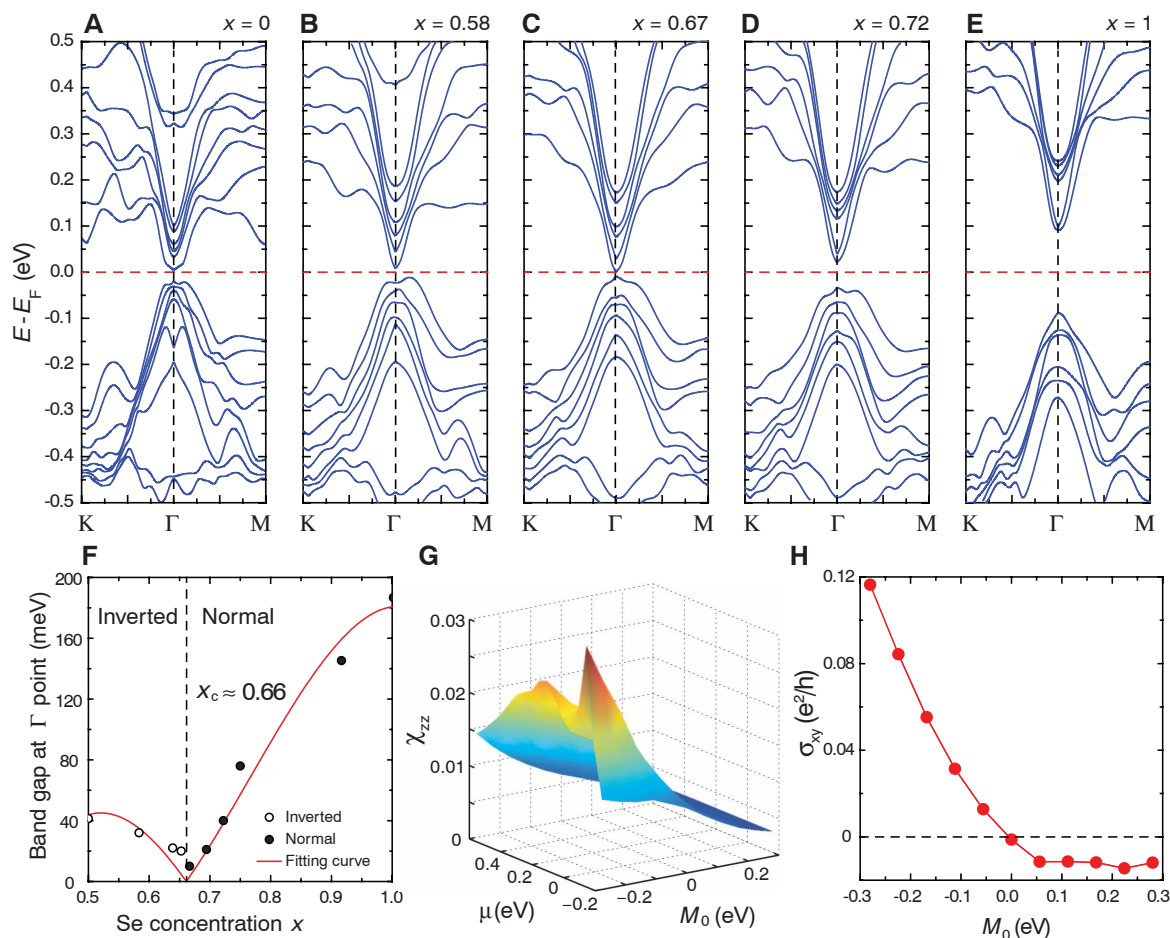 A x = 0
B x = 0.58
C x = 0.67
D x = 0.72
E x = 1
0.5
0.4
0.3
0.2
0.1
0.0
-0.1
-0.2
-0.3
-0.4
-0.5
E - E_F (eV)
K Γ M
K Γ M
K Γ M
K Γ M
K Γ M
F
200
160
120
80
40
0
Band gap at Γ point (meV)
Inverted Normal
x_c ≈ 0.66
Inverted
Normal
Fitting curve
0.5 0.6 0.7 0.8 0.9 1.0
Se concentration x
G
0.03
0.02
0.01
0
χ_zz
0.4
0.2
0
−0.2
μ (eV)
−0.2 0 0.2
M_0 (eV)
H
0.12
0.08
0.04
0
σ_xy (e²/h)
-0.3 -0.2 -0.1 0.0 0.1 0.2 0.3
M_0 (eV)